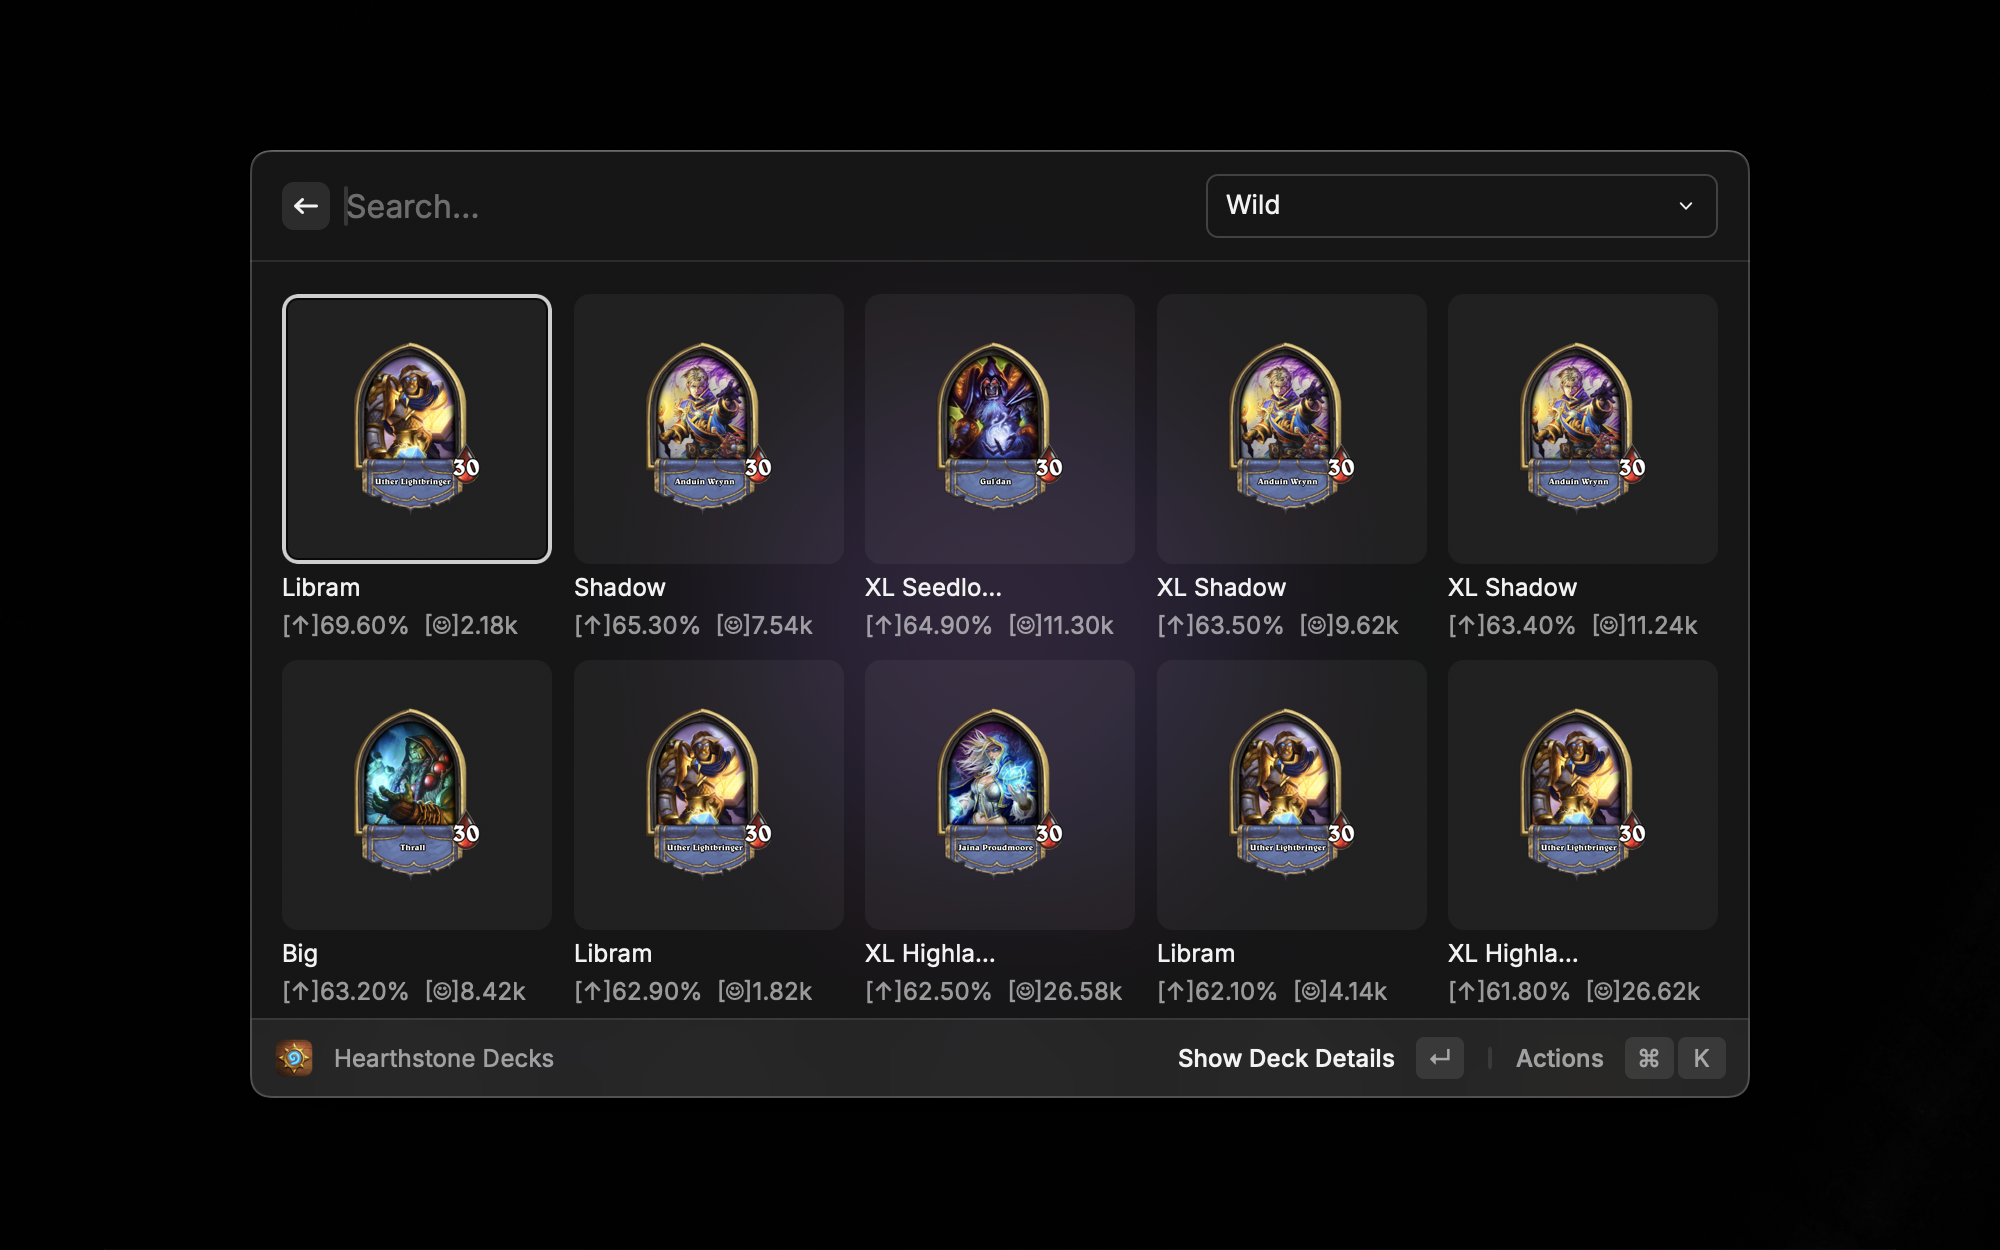 Search...
Wild
30 30 30 30 30
Uther Lightbringer Anduin Wrynn Gul'dan Anduin Wrynn Anduin Wrynn
Libram Shadow XL Seedlo... XL Shadow XL Shadow
[↑]69.60% [☺]2.18k [↑]65.30% [☺]7.54k [↑]64.90% [☺]11.30k [↑]63.50% [☺]9.62k [↑]63.40% [☺]11.24k
30 30 30 30 30
Thrall Uther Lightbringer Jaina Proudmoore Uther Lightbringer Uther Lightbringer
Big Libram XL Highla... Libram XL Highla...
[↑]63.20% [☺]8.42k [↑]62.90% [☺]1.82k [↑]62.50% [☺]26.58k [↑]62.10% [☺]4.14k [↑]61.80% [☺]26.62k
Hearthstone Decks Show Deck Details ↵ Actions ⌘ K